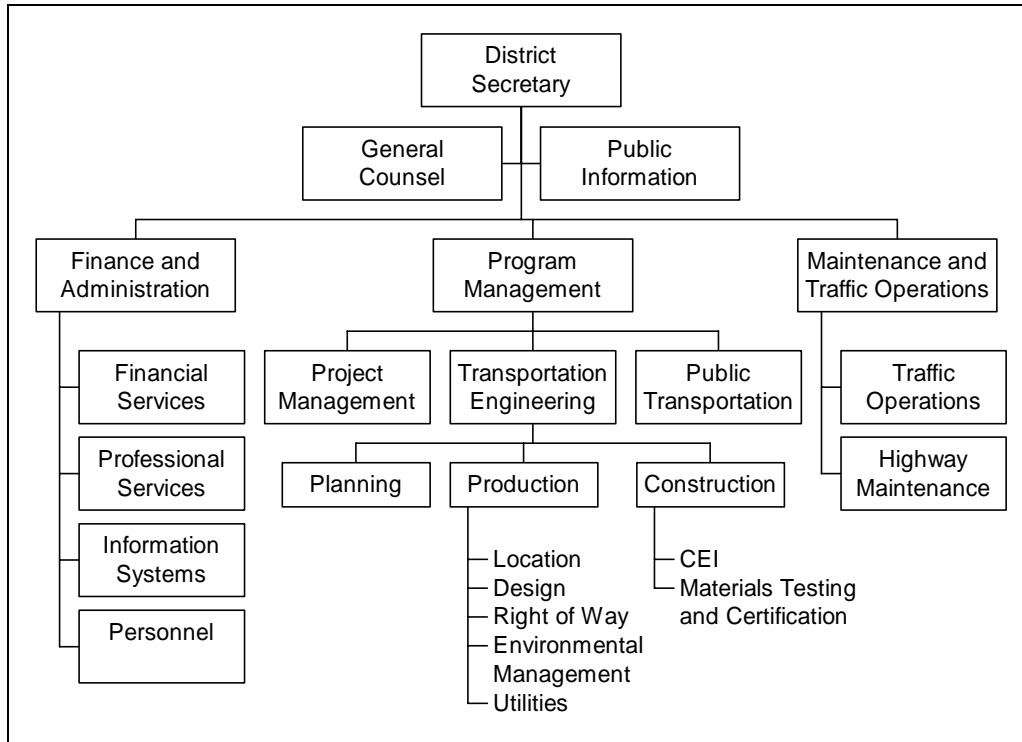 District
Secretary
General
Counsel
Public
Information
Finance and
Administration
Program
Management
Maintenance and
Traffic Operations
Financial
Services
Professional
Services
Information
Systems
Personnel
Project
Management
Transportation
Engineering
Public
Transportation
Planning
Production
Location
Design
Right of Way
Environmental
Management
Utilities
Construction
CEI
Materials Testing
and Certification
Traffic
Operations
Highway
Maintenance